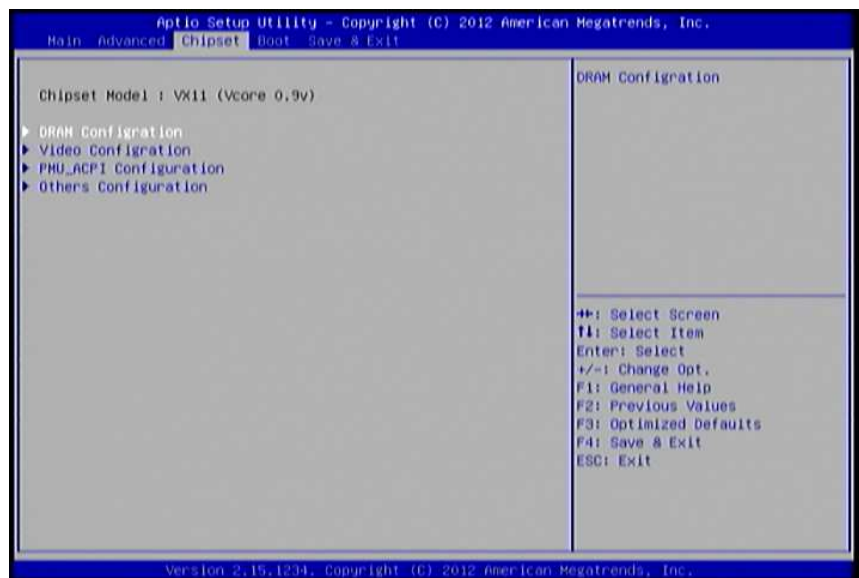 Aptio Setup Utility - Copyright (C) 2012 American Megatrends, Inc.
Main Advanced Chipset Boot Save & Exit
Chipset Model : VX11 (Vcore 0.9v)
DRAM Configration
Video Configration
PMU_ACPI Configuration
Others Configuration
DRAM Configration
: Select Screen
: Select Item
Enter: Select
+/-: Change Opt.
F1: General Help
F2: Previous Values
F3: Optimized Defaults
F4: Save & Exit
ESC: Exit
Version 2.15.1234. Copyright (C) 2012 American Megatrends, Inc.